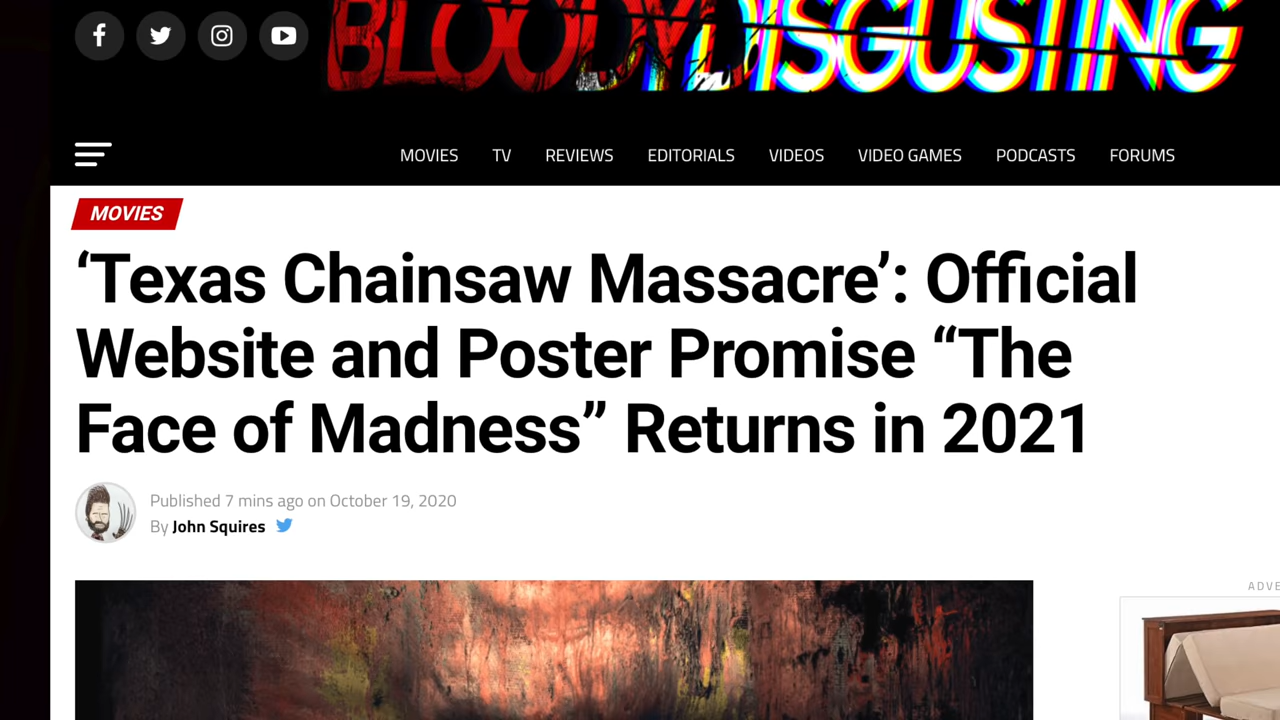 BLOODY DISGUSTING
MOVIES TV REVIEWS EDITORIALS VIDEOS VIDEO GAMES PODCASTS FORUMS
MOVIES
‘Texas Chainsaw Massacre’: Official
Website and Poster Promise “The
Face of Madness” Returns in 2021
Published 7 mins ago on October 19, 2020
By John Squires
ADVE